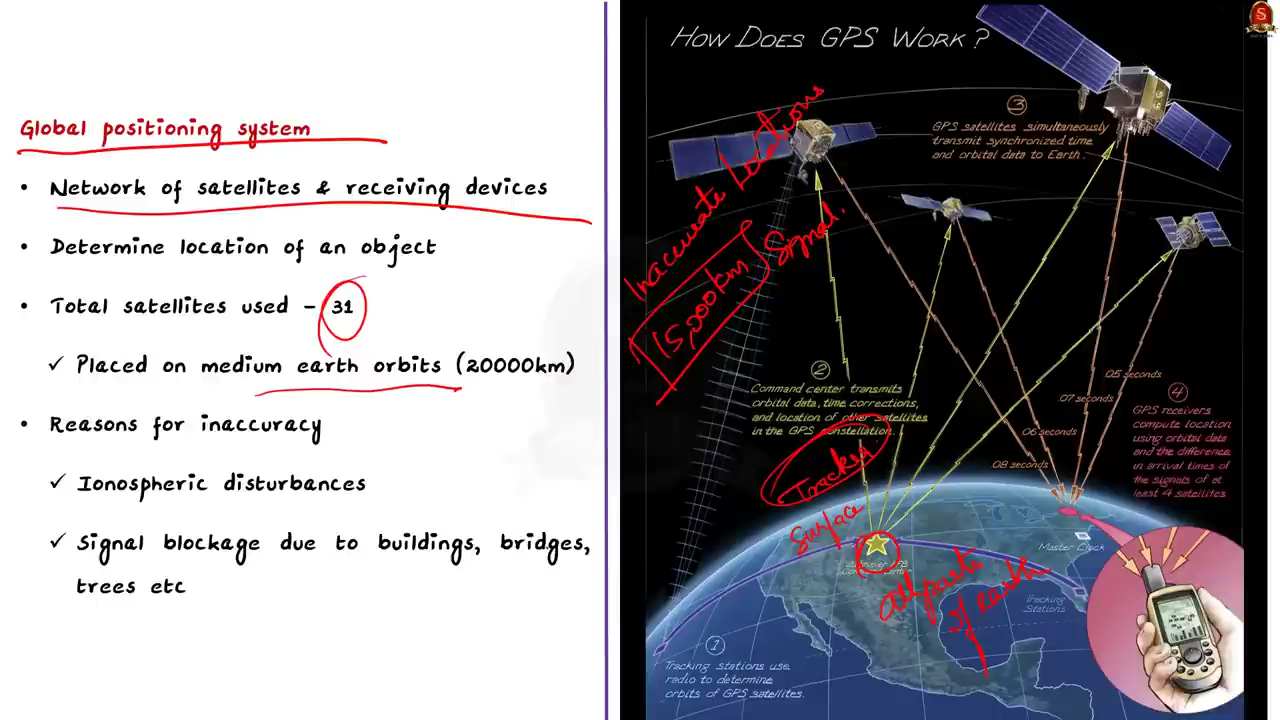 Global positioning system
• Network of satellites & receiving devices
• Determine location of an object
• Total satellites used - 31
✓ Placed on medium earth orbits (20000km)
• Reasons for inaccuracy
✓ Ionospheric disturbances
✓ Signal blockage due to buildings, bridges,
trees etc
HOW DOES GPS WORK?
3
GPS satellites simultaneously
transmit synchronized time
and orbital data to Earth.
Inaccurate Locations
15,000km
Signal.
2
Command center transmits
orbital data, time corrections,
and location of other satellites
in the GPS constellation.
.05 seconds
.07 seconds
.06 seconds
.08 seconds
4
GPS receivers
compute location
using orbital data
and the difference
in arrival times of
the signals of at
least 4 satellites.
Surface
Master Clock
All parts
of earth
Tracking
Stations
1
Tracking stations use
radio to determine
orbits of GPS satellites.